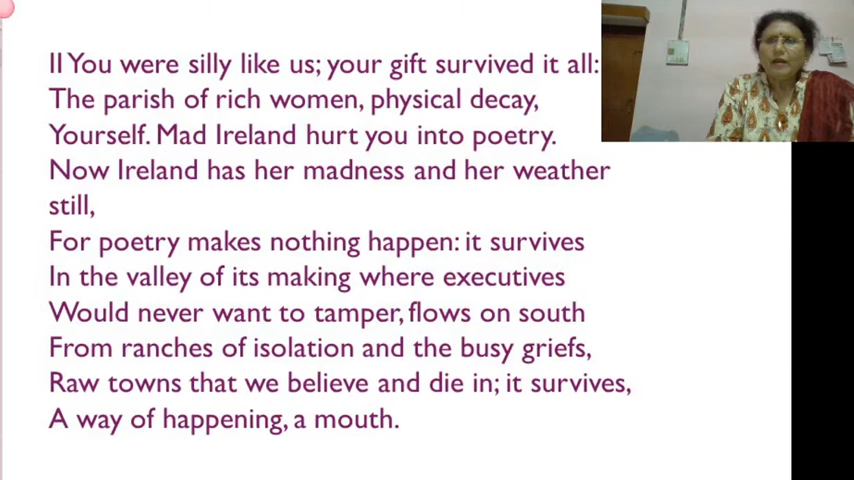 II You were silly like us; your gift survived it all:
The parish of rich women, physical decay,
Yourself. Mad Ireland hurt you into poetry.
Now Ireland has her madness and her weather
still,
For poetry makes nothing happen: it survives
In the valley of its making where executives
Would never want to tamper, flows on south
From ranches of isolation and the busy griefs,
Raw towns that we believe and die in; it survives,
A way of happening, a mouth.